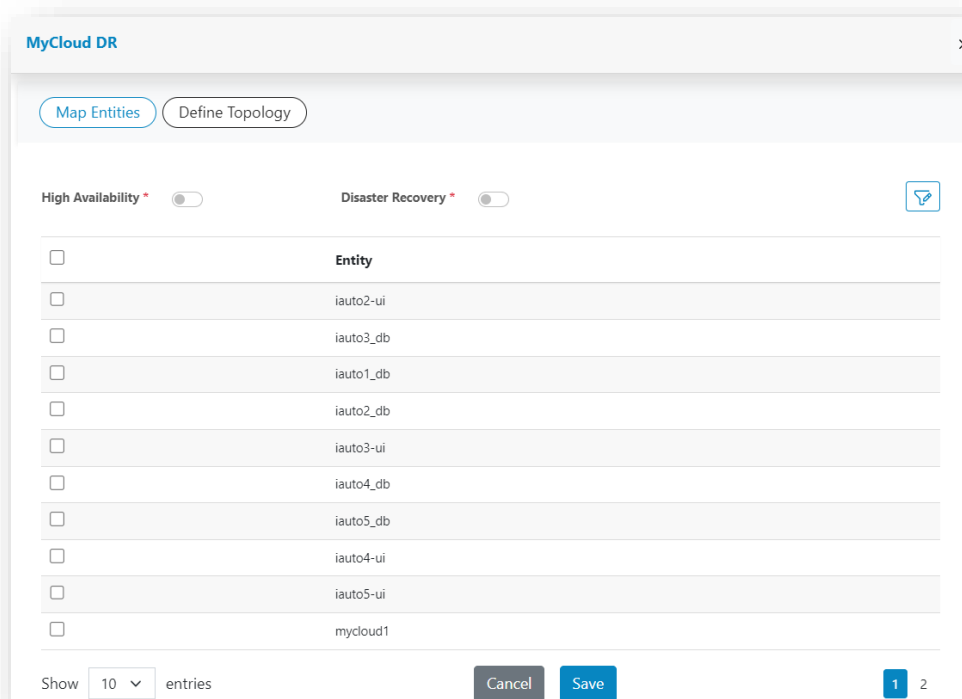 MyCloud DR
Map Entities Define Topology
High Availability * Disaster Recovery *
Entity
iauto2-ui
iauto3_db
iauto1_db
iauto2_db
iauto3-ui
iauto4_db
iauto5_db
iauto4-ui
iauto5-ui
mycloud1
Show 10 entries Cancel Save 1 2